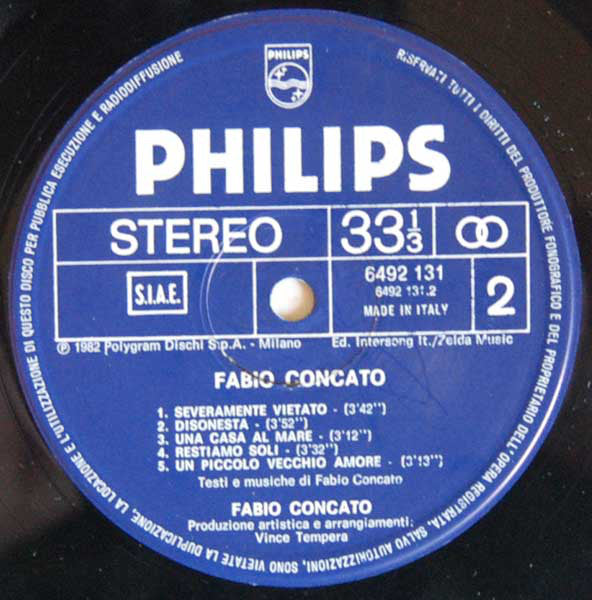 PHILIPS
PHILIPS
STEREO
33 1/3
S.I.A.E.
6492 131
6492 131.2
MADE IN ITALY
2
℗ 1982 Polygram Dischi S.p.A. - Milano
Ed. Intersong It./Zelda Music
FABIO CONCATO
1. SEVERAMENTE VIETATO - (3'42'')
2. DISONESTA - (3'52'')
3. UNA CASA AL MARE - (3'12'')
4. RESTIAMO SOLI - (3'32'')
5. UN PICCOLO VECCHIO AMORE - (3'13'')
Testi e musiche di Fabio Concato
FABIO CONCATO
Produzione artistica e arrangiamenti:
Vince Tempera
RISERVATI TUTTI I DIRITTI DEL PRODUTTORE FONOGRAFICO E DEL PROPRIETARIO DELL'OPERA REGISTRATA. SALVO AUTORIZZAZIONI, SONO VIETATE LA DUPLICAZIONE, LA LOCAZIONE E L'UTILIZZAZIONE DI QUESTO DISCO PER PUBBLICA ESECUZIONE E RADIODIFFUSIONE